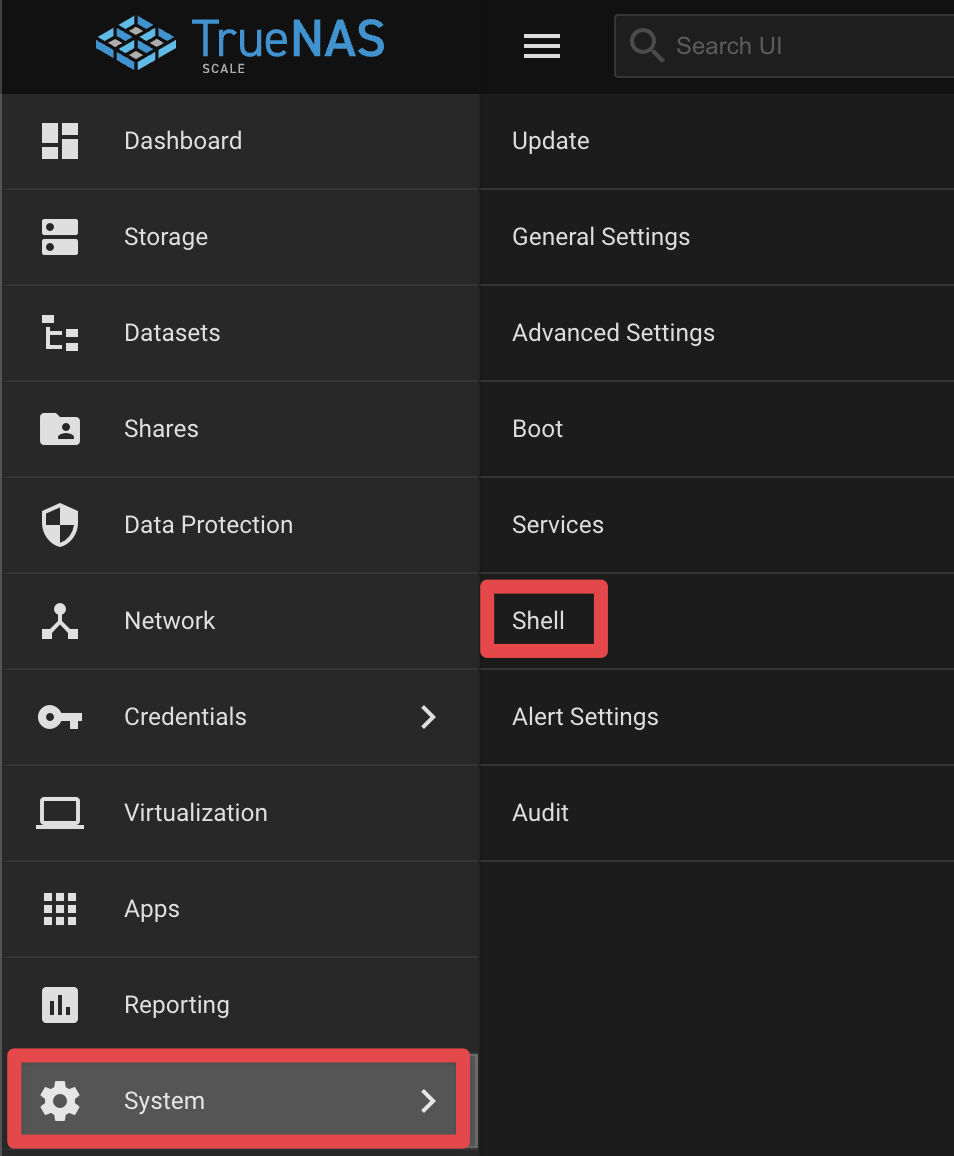 TrueNAS
SCALE
Search UI
Dashboard
Storage
Datasets
Shares
Data Protection
Network
Credentials
Virtualization
Apps
Reporting
System
Update
General Settings
Advanced Settings
Boot
Services
Shell
Alert Settings
Audit